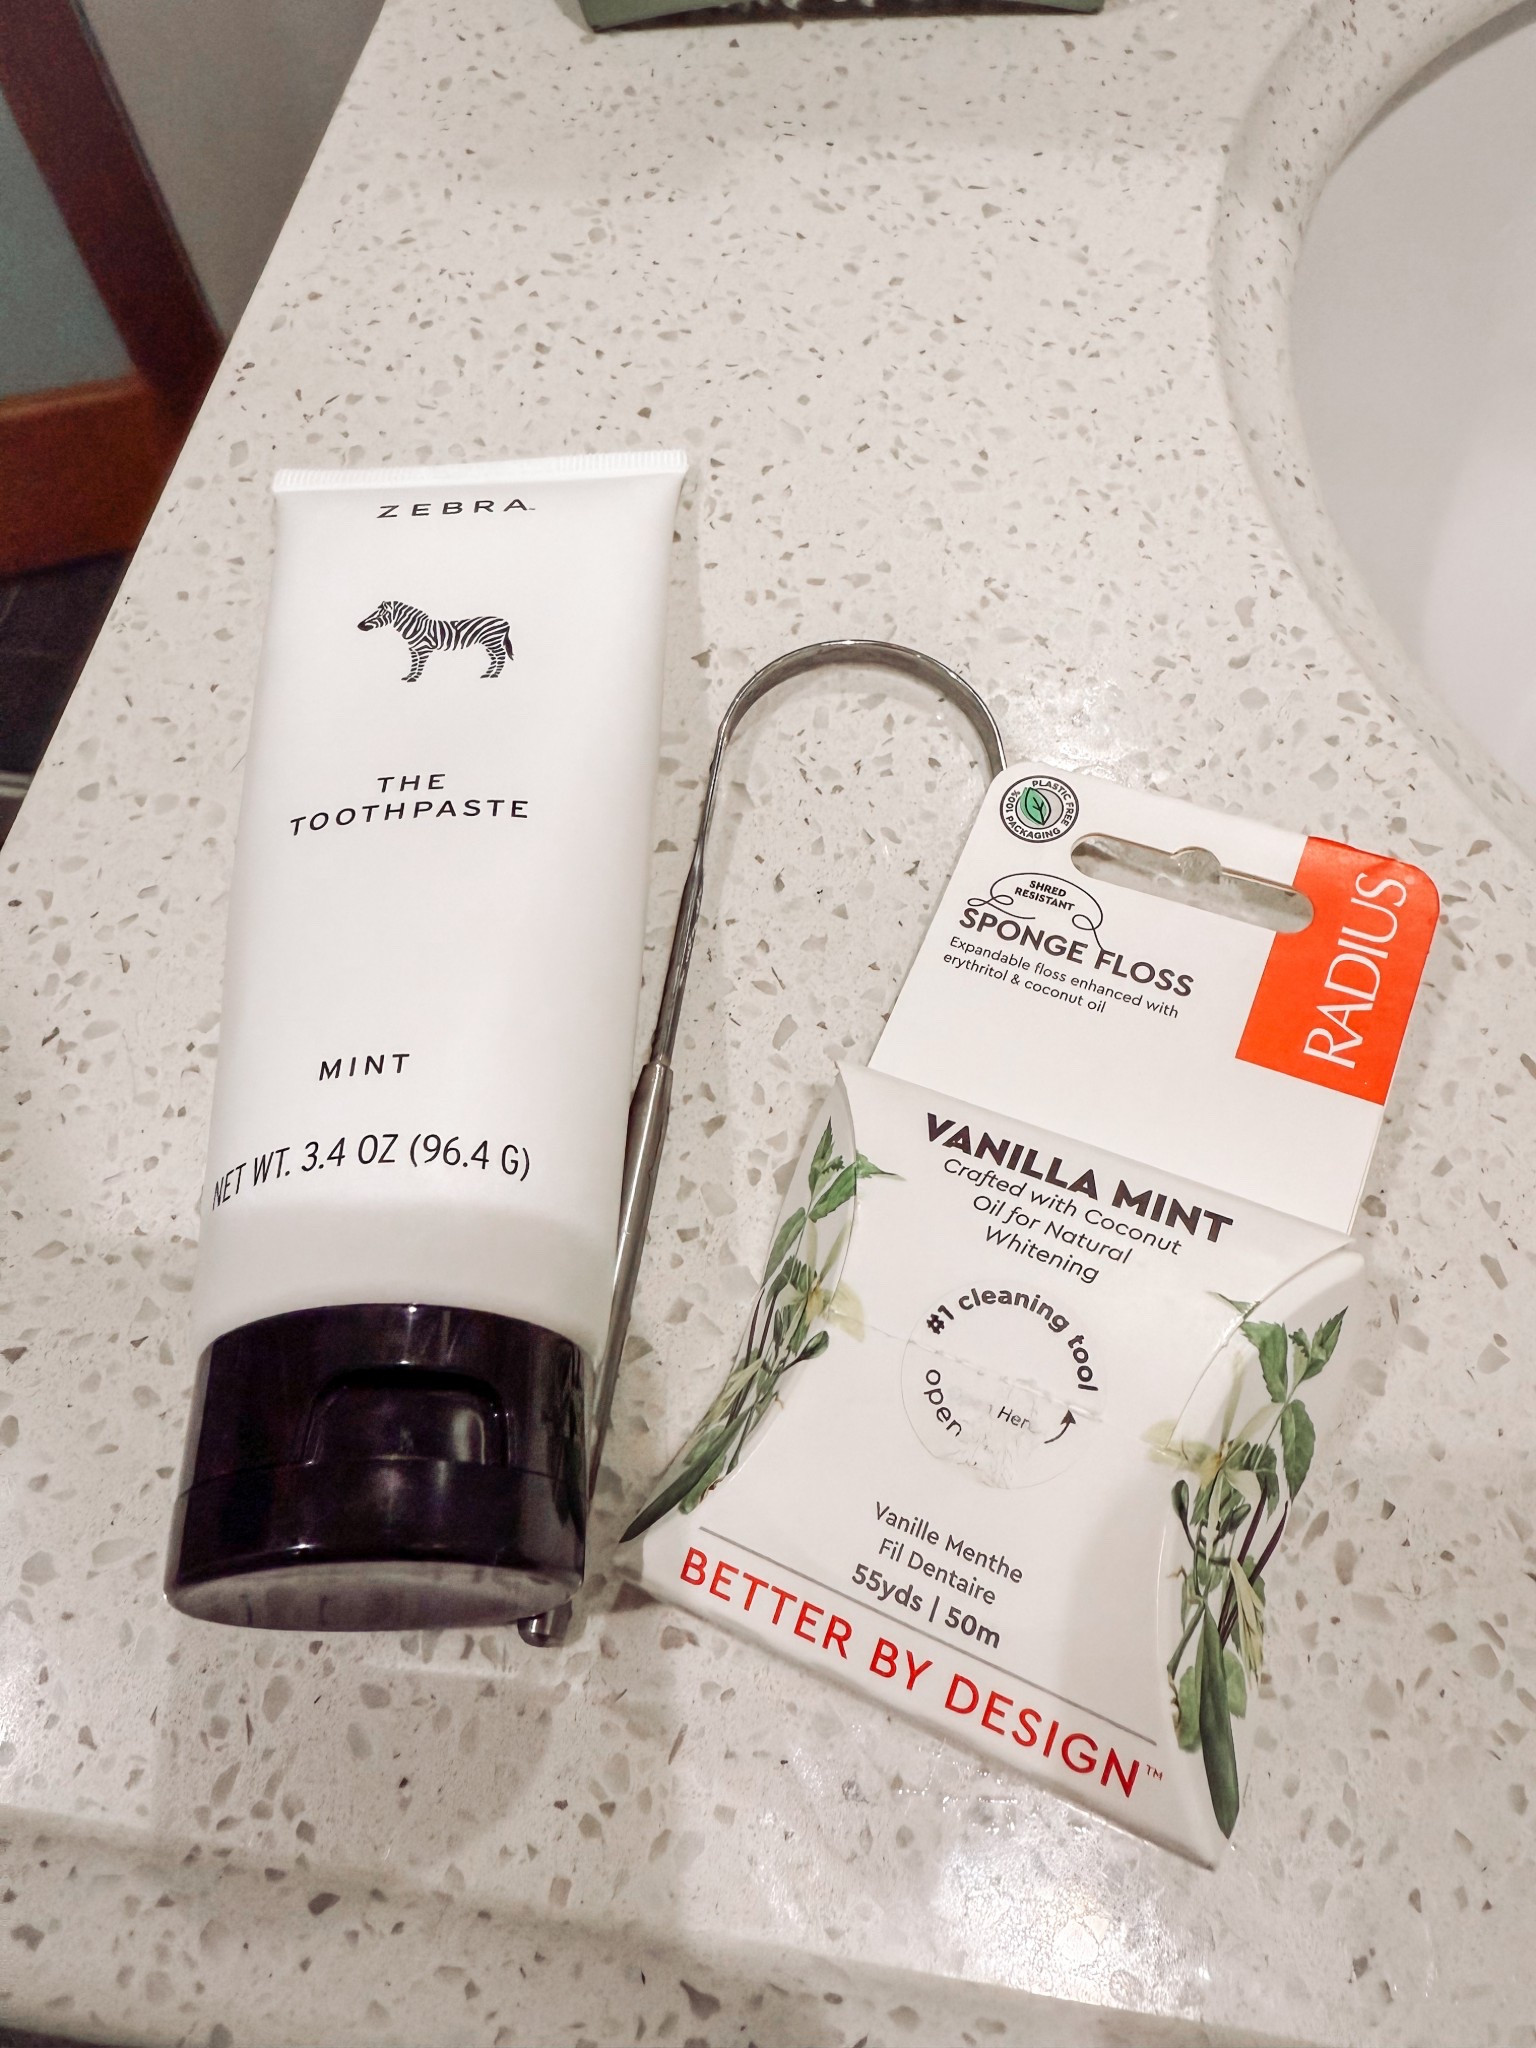 ZEBRA™
THE
TOOTHPASTE
MINT
NET WT. 3.4 OZ (96.4 G)
100% PLASTIC FREE PACKAGING
SHRED
RESISTANT
SPONGE FLOSS
Expandable floss enhanced with
erythritol & coconut oil
RADIUS
VANILLA MINT
Crafted with Coconut
Oil for Natural
Whitening
#1 cleaning tool
open
Vanille Menthe
Fil Dentaire
55yds | 50m
BETTER BY DESIGN™